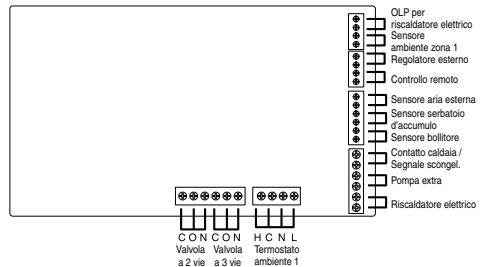 OLP per
riscaldatore elettrico
Sensore
ambiente zona 1
Regolatore esterno
Controllo remoto
Sensore aria esterna
Sensore serbatoio
d'accumulo
Sensore bollitore
Contatto caldaia /
Segnale scongel.
Pompa extra
Riscaldatore elettrico
C O N C O N H C N L
Valvola Valvola Termostato
a 2 vie a 3 vie ambiente 1